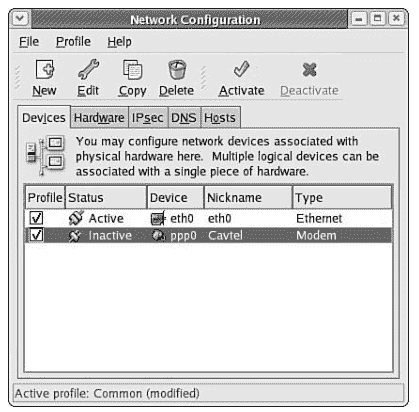 Network Configuration
File Profile Help
New Edit Copy Delete Activate Deactivate
Devices Hardware IPsec DNS Hosts
You may configure network devices associated with
physical hardware here. Multiple logical devices can be
associated with a single piece of hardware.
Profile Status Device Nickname Type
Active eth0 eth0 Ethernet
Inactive ppp0 Cavtel Modem
Active profile: Common (modified)